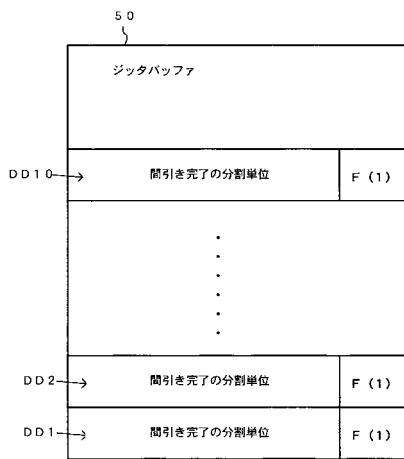 50
ジッタバッファ
DD10 間引き完了の分割単位 F(1)
DD2 間引き完了の分割単位 F(1)
DD1 間引き完了の分割単位 F(1)